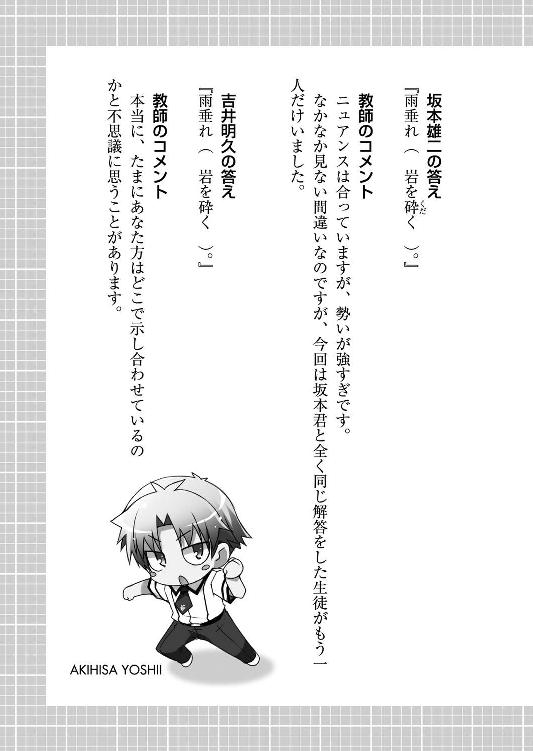 坂本雄二の答え
『雨垂れ（　岩を砕く　）。』
教師のコメント
ニュアンスは合っていますが、勢いが強すぎです。
なかなか見ない間違いなのですが、今回は坂本君と全く同じ解答をした生徒がもう一
人だけいました。
吉井明久の答え
『雨垂れ（　岩を砕く　）。』
教師のコメント
本当に、たまにあなた方はどこで示し合わせているの
かと不思議に思うことがあります。
AKIHISA YOSHII